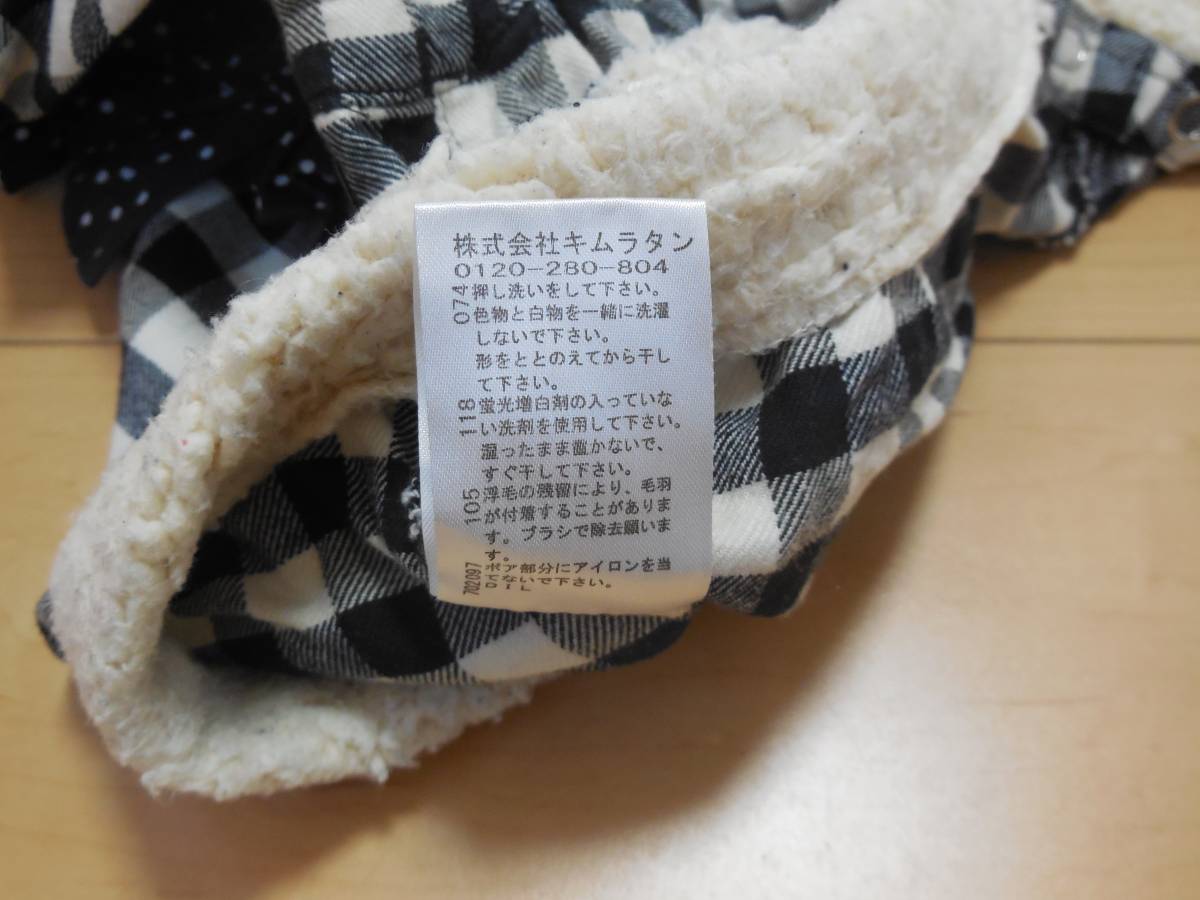 株式会社キムラタン
0120-280-804
074 押し洗いをして下さい。
色物と白物を一緒に洗濯
しないで下さい。
形をととのえてから干し
て下さい。
118 蛍光増白剤の入っていな
い洗剤を使用して下さい。
湿ったまま置かないで、
すぐ干して下さい。
105 浮毛の残留により、毛羽
が付着することがありま
す。ブラシで除去願いま
す。
702097 ボア部分にアイロンを当
てないで下さい。
DIL